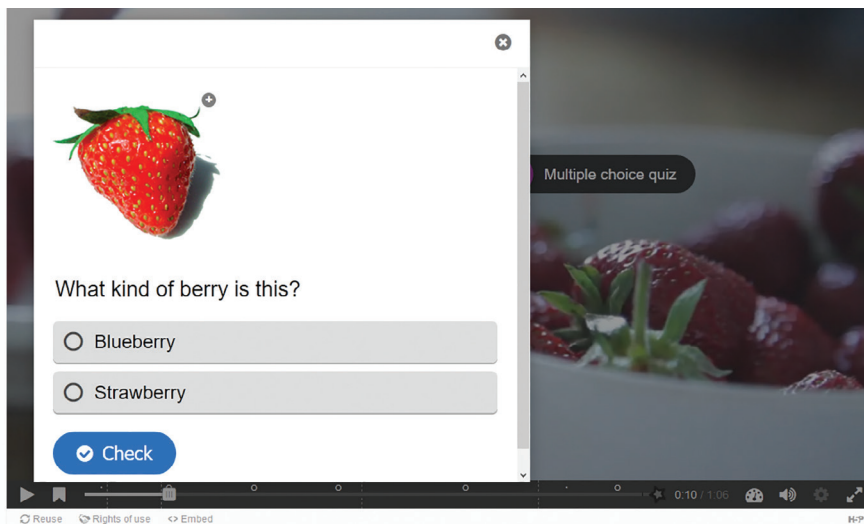 Multiple choice quiz
What kind of berry is this?
Blueberry
Strawberry
Check
0:10 / 1:06
Reuse Rights of use <> Embed
H5P